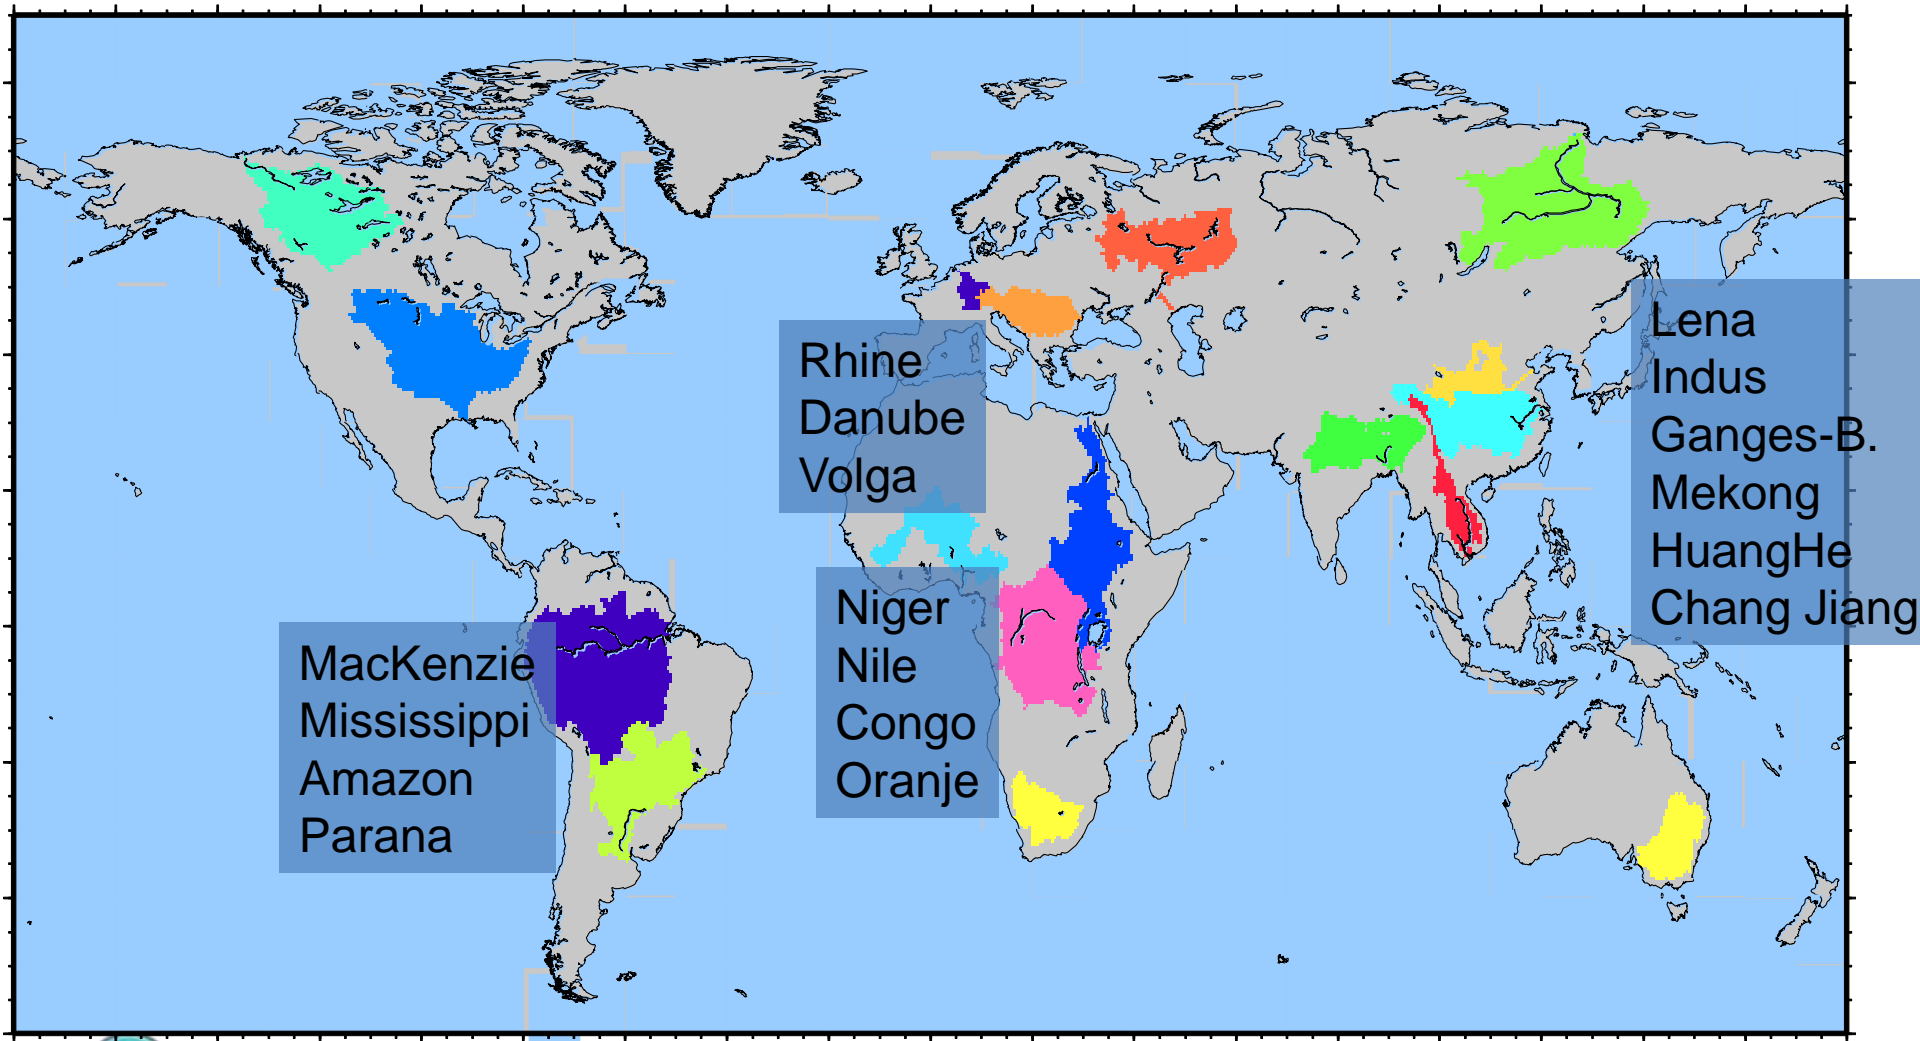 Rhine
Danube
Volga
Lena
Indus
Ganges-B.
Mekong
HuangHe
Chang Jiang
MacKenzie
Mississippi
Amazon
Parana
Niger
Nile
Congo
Oranje